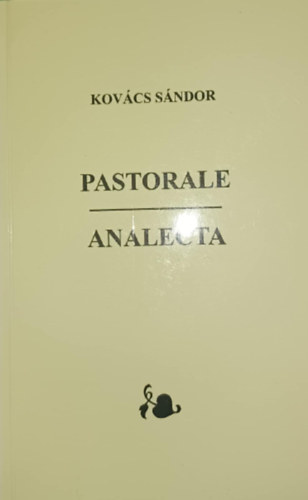 KOVÁCS SÁNDOR
PASTORALE
ANALECTA